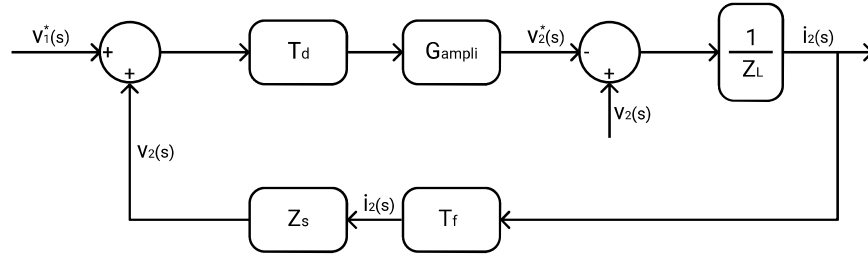 v₁*(s)
+
+
Td
Gampli
v₂*(s)
-
+
v₂(s)
1
ZL
i₂(s)
v₂(s)
Zs
i₂(s)
Tf